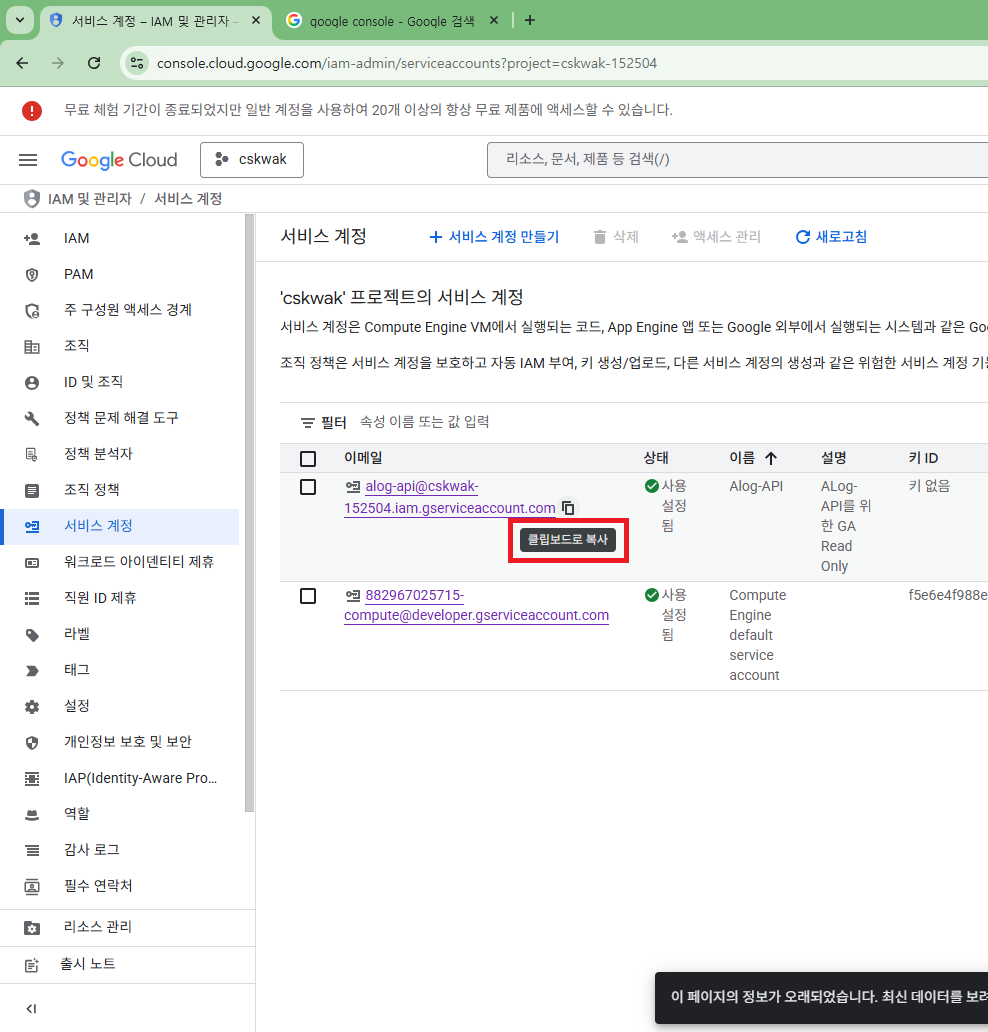 서비스 계정 – IAM 및 관리자 –
google console - Google 검색
console.cloud.google.com/iam-admin/serviceaccounts?project=cskwak-152504
무료 체험 기간이 종료되었지만 일반 계정을 사용하여 20개 이상의 항상 무료 제품에 액세스할 수 있습니다.
Google Cloud
cskwak
리소스, 문서, 제품 등 검색(/)
IAM 및 관리자 / 서비스 계정
IAM
PAM
주 구성원 액세스 경계
조직
ID 및 조직
정책 문제 해결 도구
정책 분석자
조직 정책
서비스 계정
워크로드 아이덴티티 제휴
직원 ID 제휴
라벨
태그
설정
개인정보 보호 및 보안
IAP(Identity-Aware Pro...
역할
감사 로그
필수 연락처
리소스 관리
출시 노트
서비스 계정
서비스 계정 만들기
삭제
액세스 관리
새로고침
'cskwak' 프로젝트의 서비스 계정
서비스 계정은 Compute Engine VM에서 실행되는 코드, App Engine 앱 또는 Google 외부에서 실행되는 시스템과 같은 Goo
조직 정책은 서비스 계정을 보호하고 자동 IAM 부여, 키 생성/업로드, 다른 서비스 계정의 생성과 같은 위험한 서비스 계정 기능
필터 속성 이름 또는 값 입력
이메일 상태 이름 설명 키 ID
alog-api@cskwak-
152504.iam.gserviceaccount.com
사용
설정
됨
Alog-API
ALog-
API를 위
한 GA
Read
Only
키 없음
클립보드로 복사
882967025715-
compute@developer.gserviceaccount.com
사용
설정
됨
Compute
Engine
default
service
account
f5e6e4f988e
이 페이지의 정보가 오래되었습니다. 최신 데이터를 보려